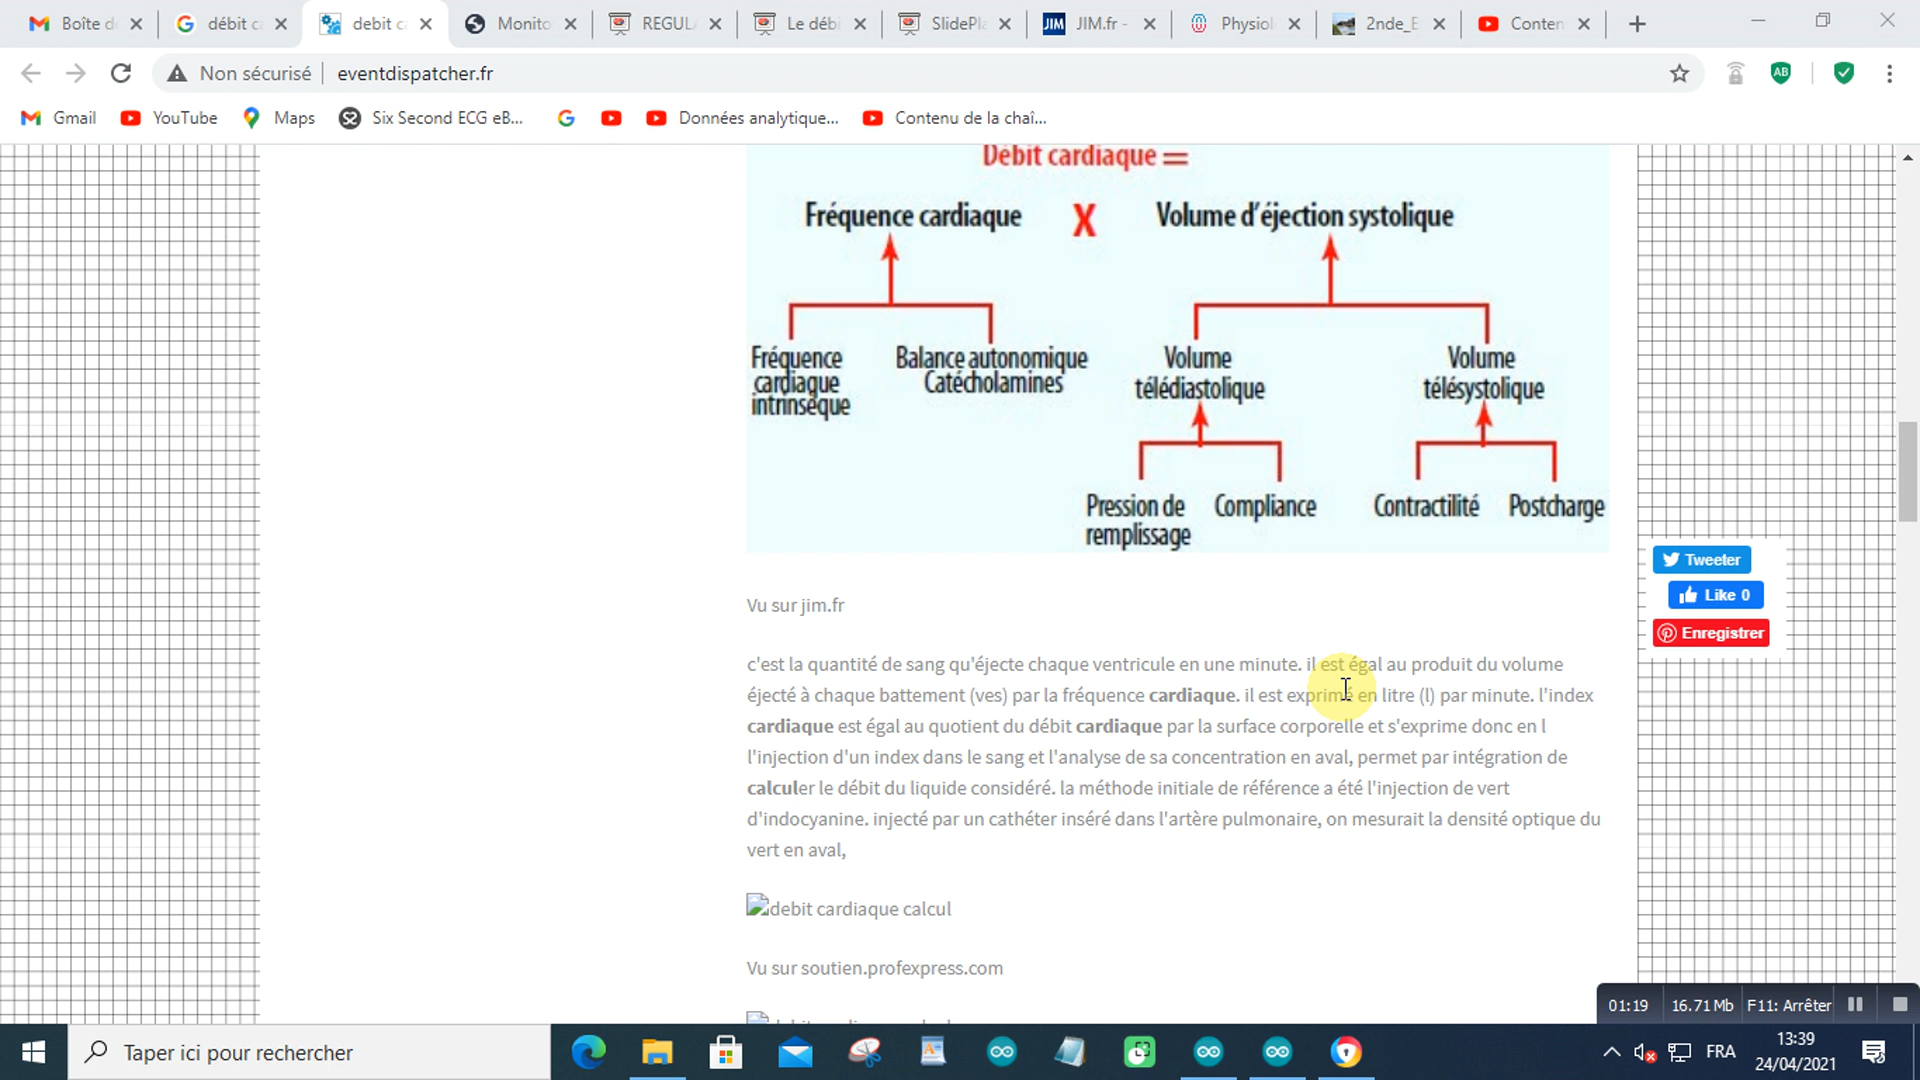 Boîte d
débit ca
debit ca
Monito
REGUL
Le débi
SlidePla
JIM JIM.fr -
Physiol
2nde_E
Conten
Non sécurisé
eventdispatcher.fr
AB
Gmail
YouTube
Maps
Six Second ECG eB...
Données analytique...
Contenu de la chaî...
Débit cardiaque =
Fréquence cardiaque X Volume d'éjection systolique
Fréquence
cardiaque
intrinsèque
Balance autonomique
Catécholamines
Volume
télédiastolique
Volume
télésystolique
Pression de
remplissage
Compliance
Contractilité
Postcharge
Tweeter
Like 0
Enregistrer
Vu sur jim.fr
c'est la quantité de sang qu'éjecte chaque ventricule en une minute. il est égal au produit du volume
éjecté à chaque battement (ves) par la fréquence cardiaque. il est exprimé en litre (l) par minute. l'index
cardiaque est égal au quotient du débit cardiaque par la surface corporelle et s'exprime donc en l
l'injection d'un index dans le sang et l'analyse de sa concentration en aval, permet par intégration de
calculer le débit du liquide considéré. la méthode initiale de référence a été l'injection de vert
d'indocyanine. injecté par un cathéter inséré dans l'artère pulmonaire, on mesurait la densité optique du
vert en aval,
debit cardiaque calcul
Vu sur soutien.profexpress.com
01:19
16.71 Mb
F11: Arrêter
Taper ici pour rechercher
FRA
13:39
24/04/2021